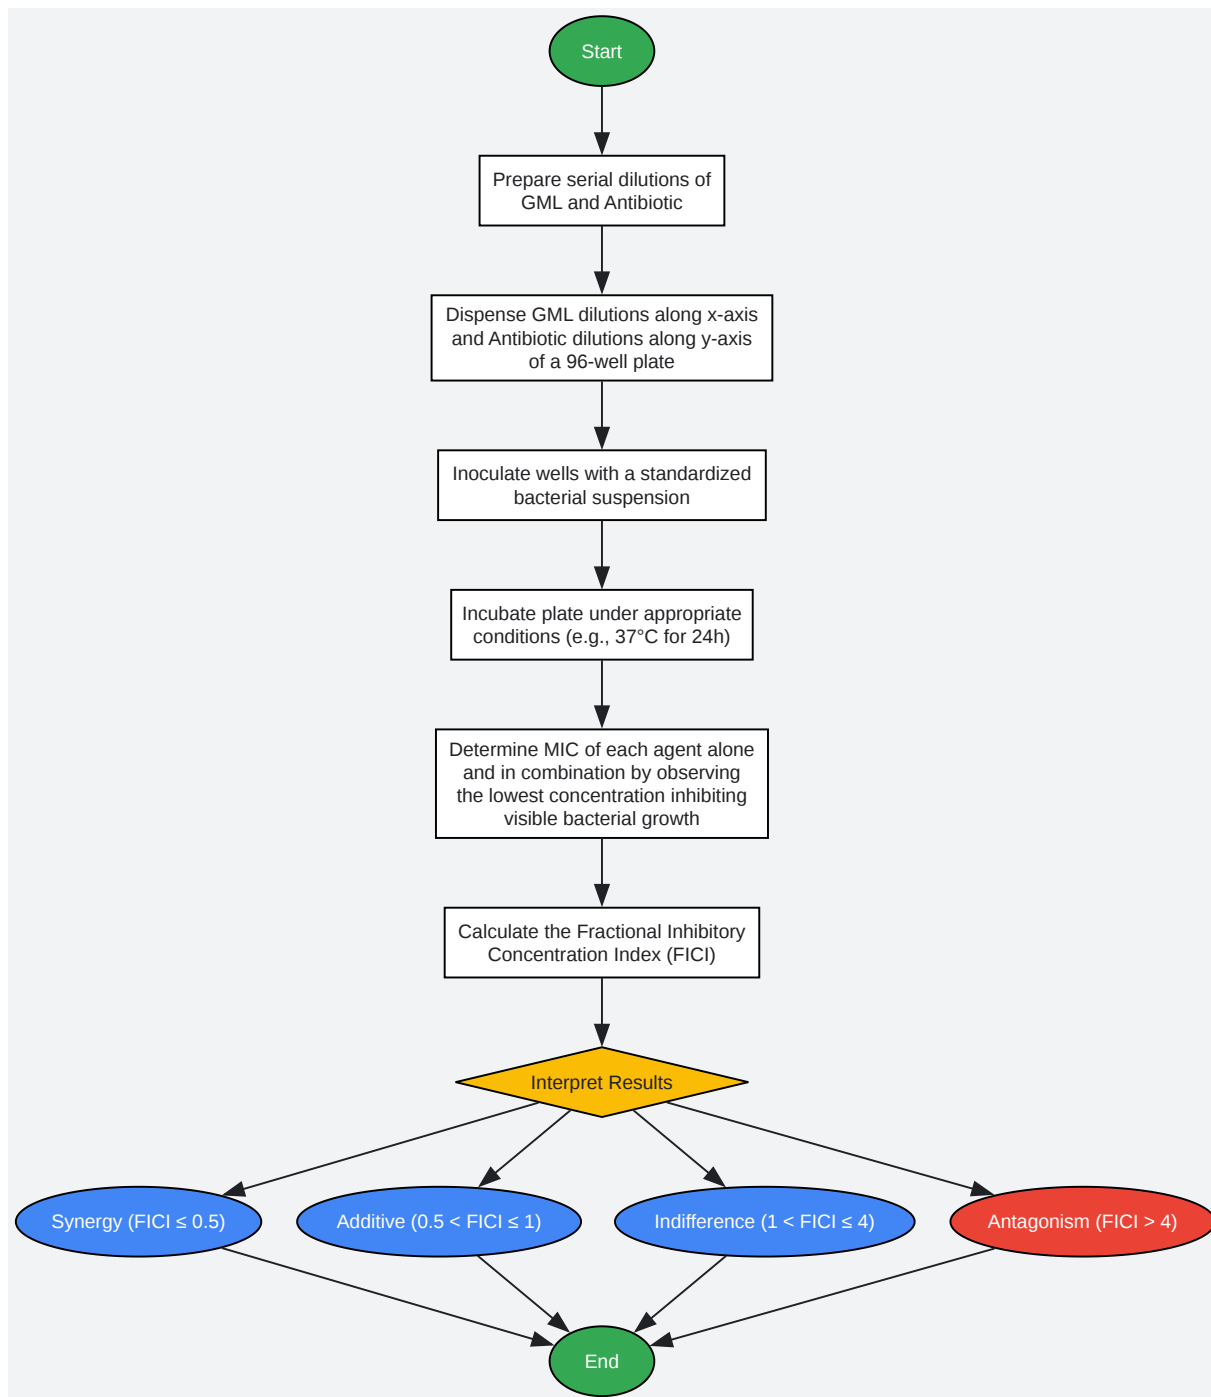 Start
Prepare serial dilutions of
GML and Antibiotic
Dispense GML dilutions along x-axis
and Antibiotic dilutions along y-axis
of a 96-well plate
Inoculate wells with a standardized
bacterial suspension
Incubate plate under appropriate
conditions (e.g., 37°C for 24h)
Determine MIC of each agent alone
and in combination by observing
the lowest concentration inhibiting
visible bacterial growth
Calculate the Fractional Inhibitory
Concentration Index (FICI)
Interpret Results
Synergy (FICI ≤ 0.5)
Additive (0.5 < FICI ≤ 1)
Indifference (1 < FICI ≤ 4)
Antagonism (FICI > 4)
End